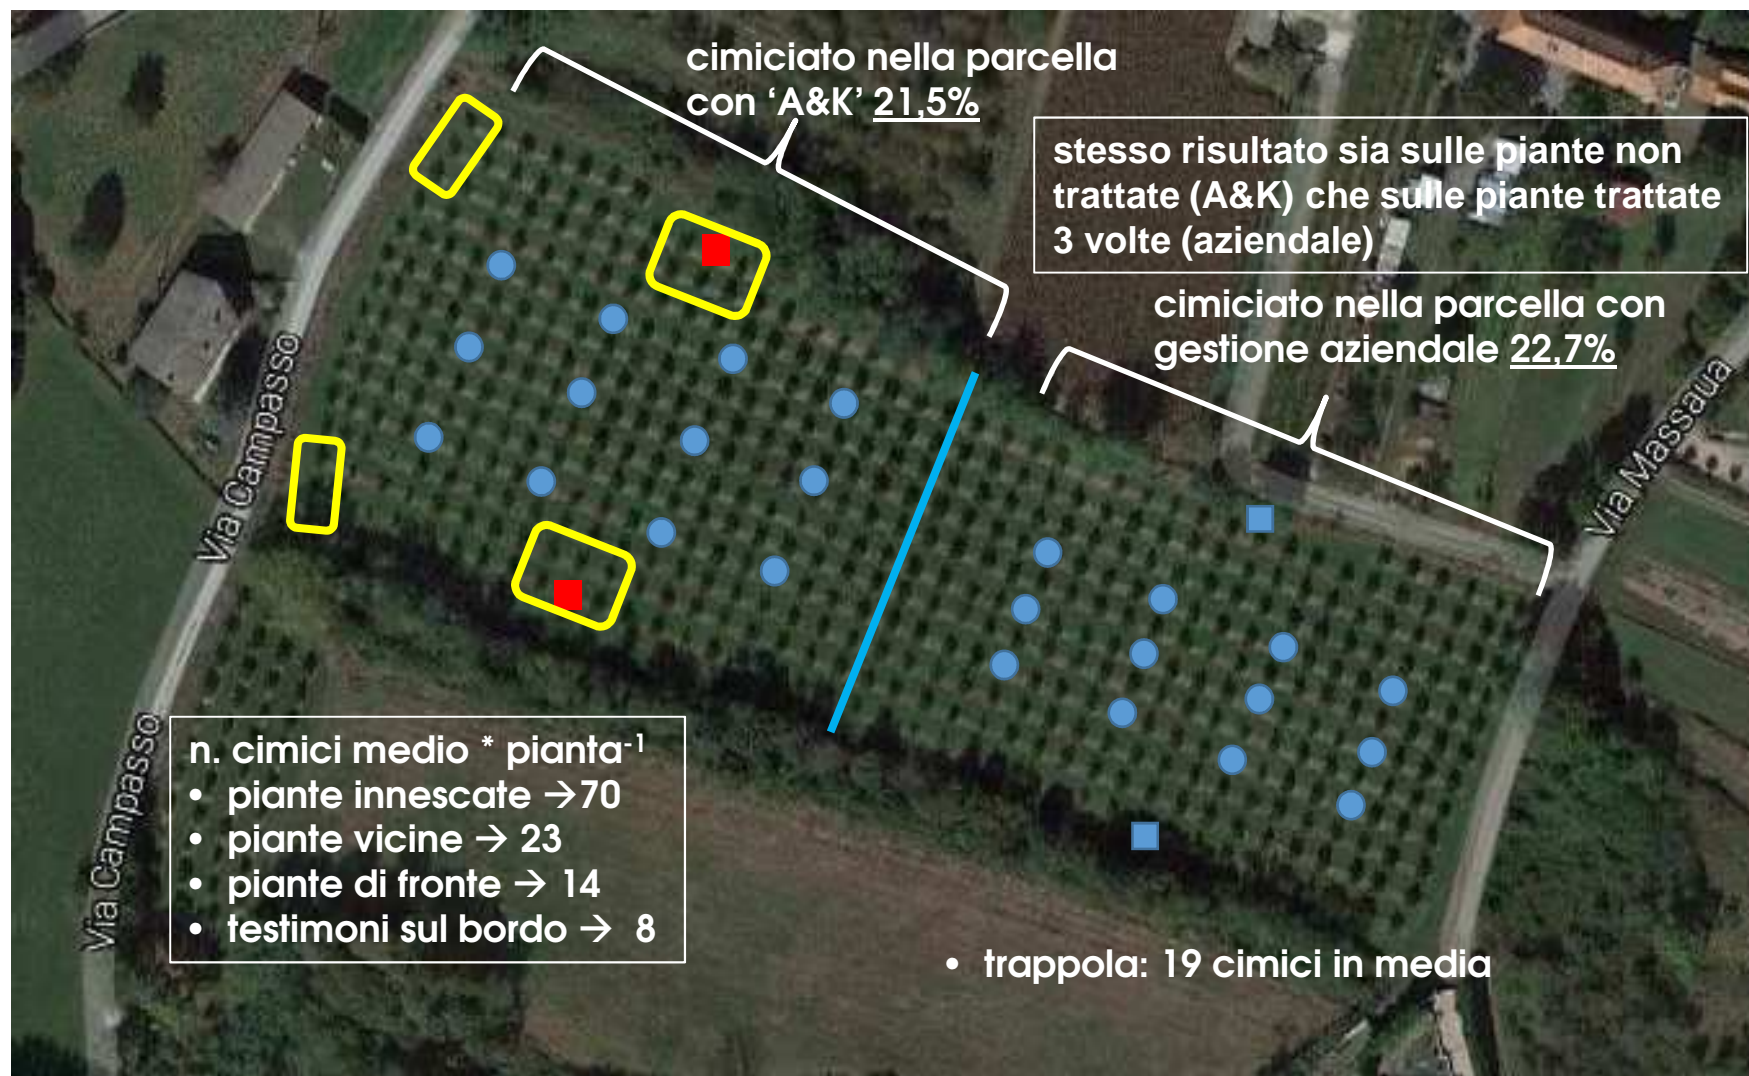 cimiciato nella parcella
con ‘A&K’ 21,5%
stesso risultato sia sulle piante non
trattate (A&K) che sulle piante trattate
3 volte (aziendale)
cimiciato nella parcella con
gestione aziendale 22,7%
Via Campasso
Via Massaua
Via Campasso
n. cimici medio * pianta⁻¹
• piante innescate →70
• piante vicine → 23
• piante di fronte → 14
• testimoni sul bordo → 8
• trappola: 19 cimici in media